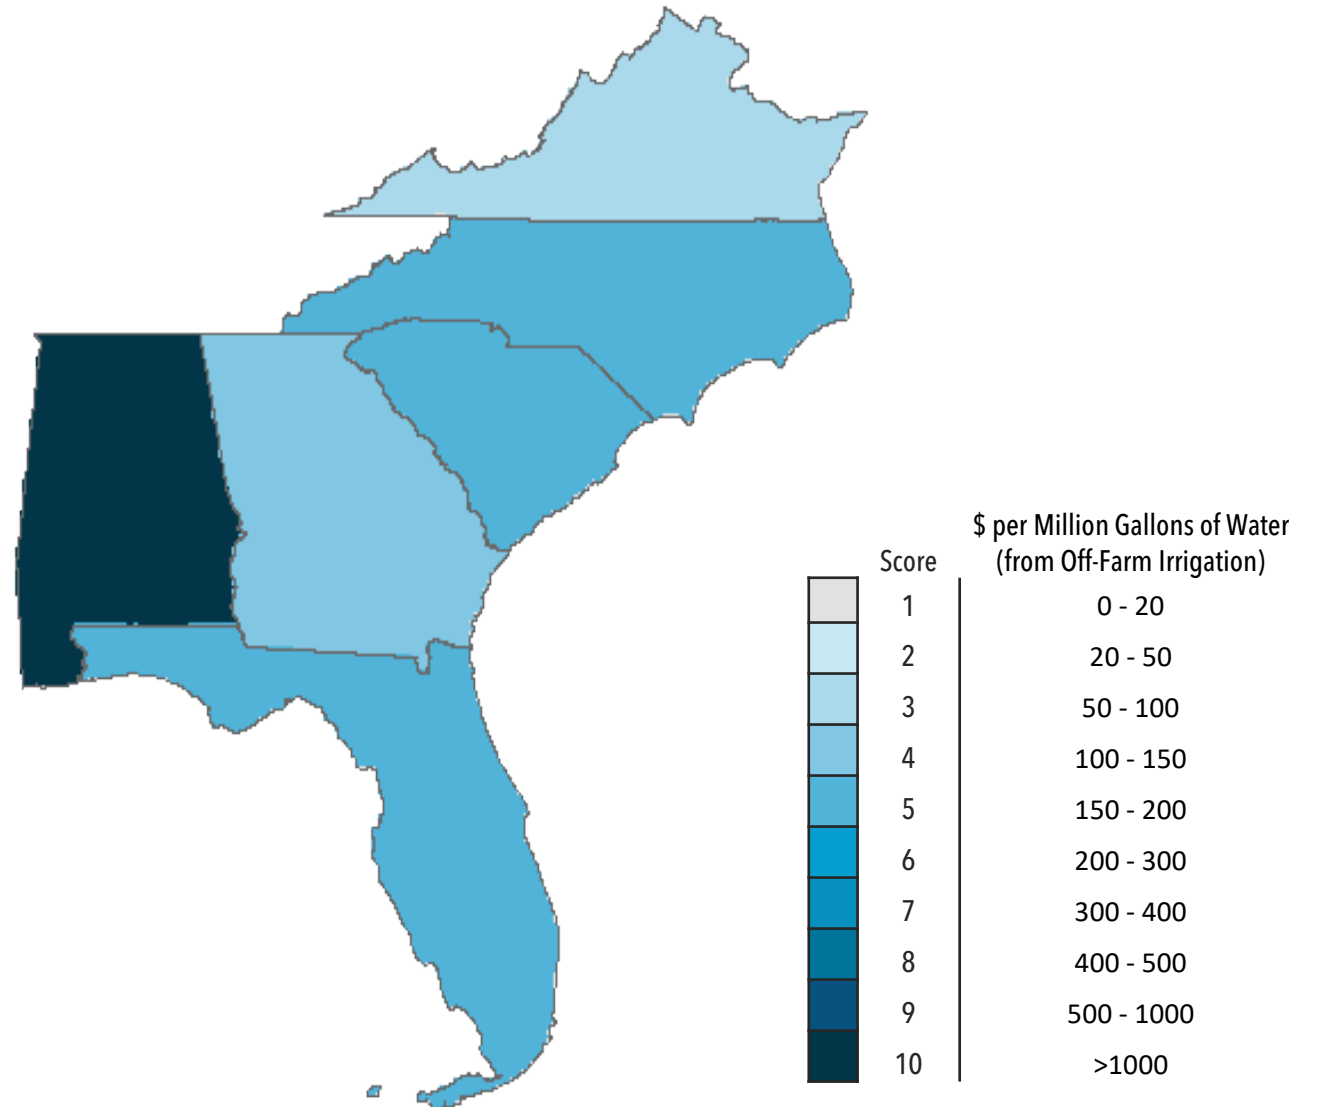 $ per Million Gallons of Water
Score (from Off-Farm Irrigation)
1 0 - 20
2 20 - 50
3 50 - 100
4 100 - 150
5 150 - 200
6 200 - 300
7 300 - 400
8 400 - 500
9 500 - 1000
10 >1000